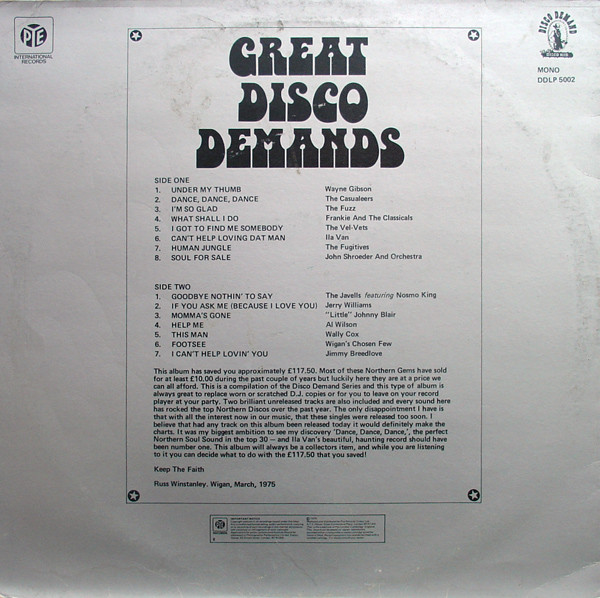 PYE
INTERNATIONAL
RECORDS
DISCO DEMAND
MONO
DDLP 5002
GREAT
DISCO
DEMANDS
SIDE ONE
1. UNDER MY THUMB Wayne Gibson
2. DANCE, DANCE, DANCE The Casualeers
3. I'M SO GLAD The Fuzz
4. WHAT SHALL I DO Frankie And The Classicals
5. I GOT TO FIND ME SOMEBODY The Vel-Vets
6. CAN'T HELP LOVING DAT MAN Ila Van
7. HUMAN JUNGLE The Fugitives
8. SOUL FOR SALE John Shroeder And Orchestra
SIDE TWO
1. GOODBYE NOTHIN' TO SAY The Javells featuring Nosmo King
2. IF YOU ASK ME (BECAUSE I LOVE YOU) Jerry Williams
3. MOMMA'S GONE "Little" Johnny Blair
4. HELP ME Al Wilson
5. THIS MAN Wally Cox
6. FOOTSEE Wigan's Chosen Few
7. I CAN'T HELP LOVIN' YOU Jimmy Breedlove
This album has saved you approximately £117.50. Most of these Northern Gems have sold
for at least £10.00 during the past couple of years but luckily here they are at a price we
can all afford. This is a compilation of the Disco Demand Series and this type of album is
always great to replace worn or scratched D.J. copies or for you to leave on your record
player at your party. Two brilliant unreleased tracks are also included and every sound here
has rocked the top Northern Discos over the past year. The only disappointment I have is
that with all the interest now in our music, that these singles were released too soon. I
believe that had any track on this album been released today it would definitely make the
charts. It was my biggest ambition to see my discovery 'Dance, Dance, Dance,', the perfect
Northern Soul Sound in the top 30 — and Ila Van's beautiful, haunting record should have
been number one. This album will always be a collectors item, and while you are listening
to it you can decide what to do with the £117.50 that you saved!
Keep The Faith
Russ Winstanley. Wigan, March, 1975
PYE
RECORDS
IMPORTANT NOTICE